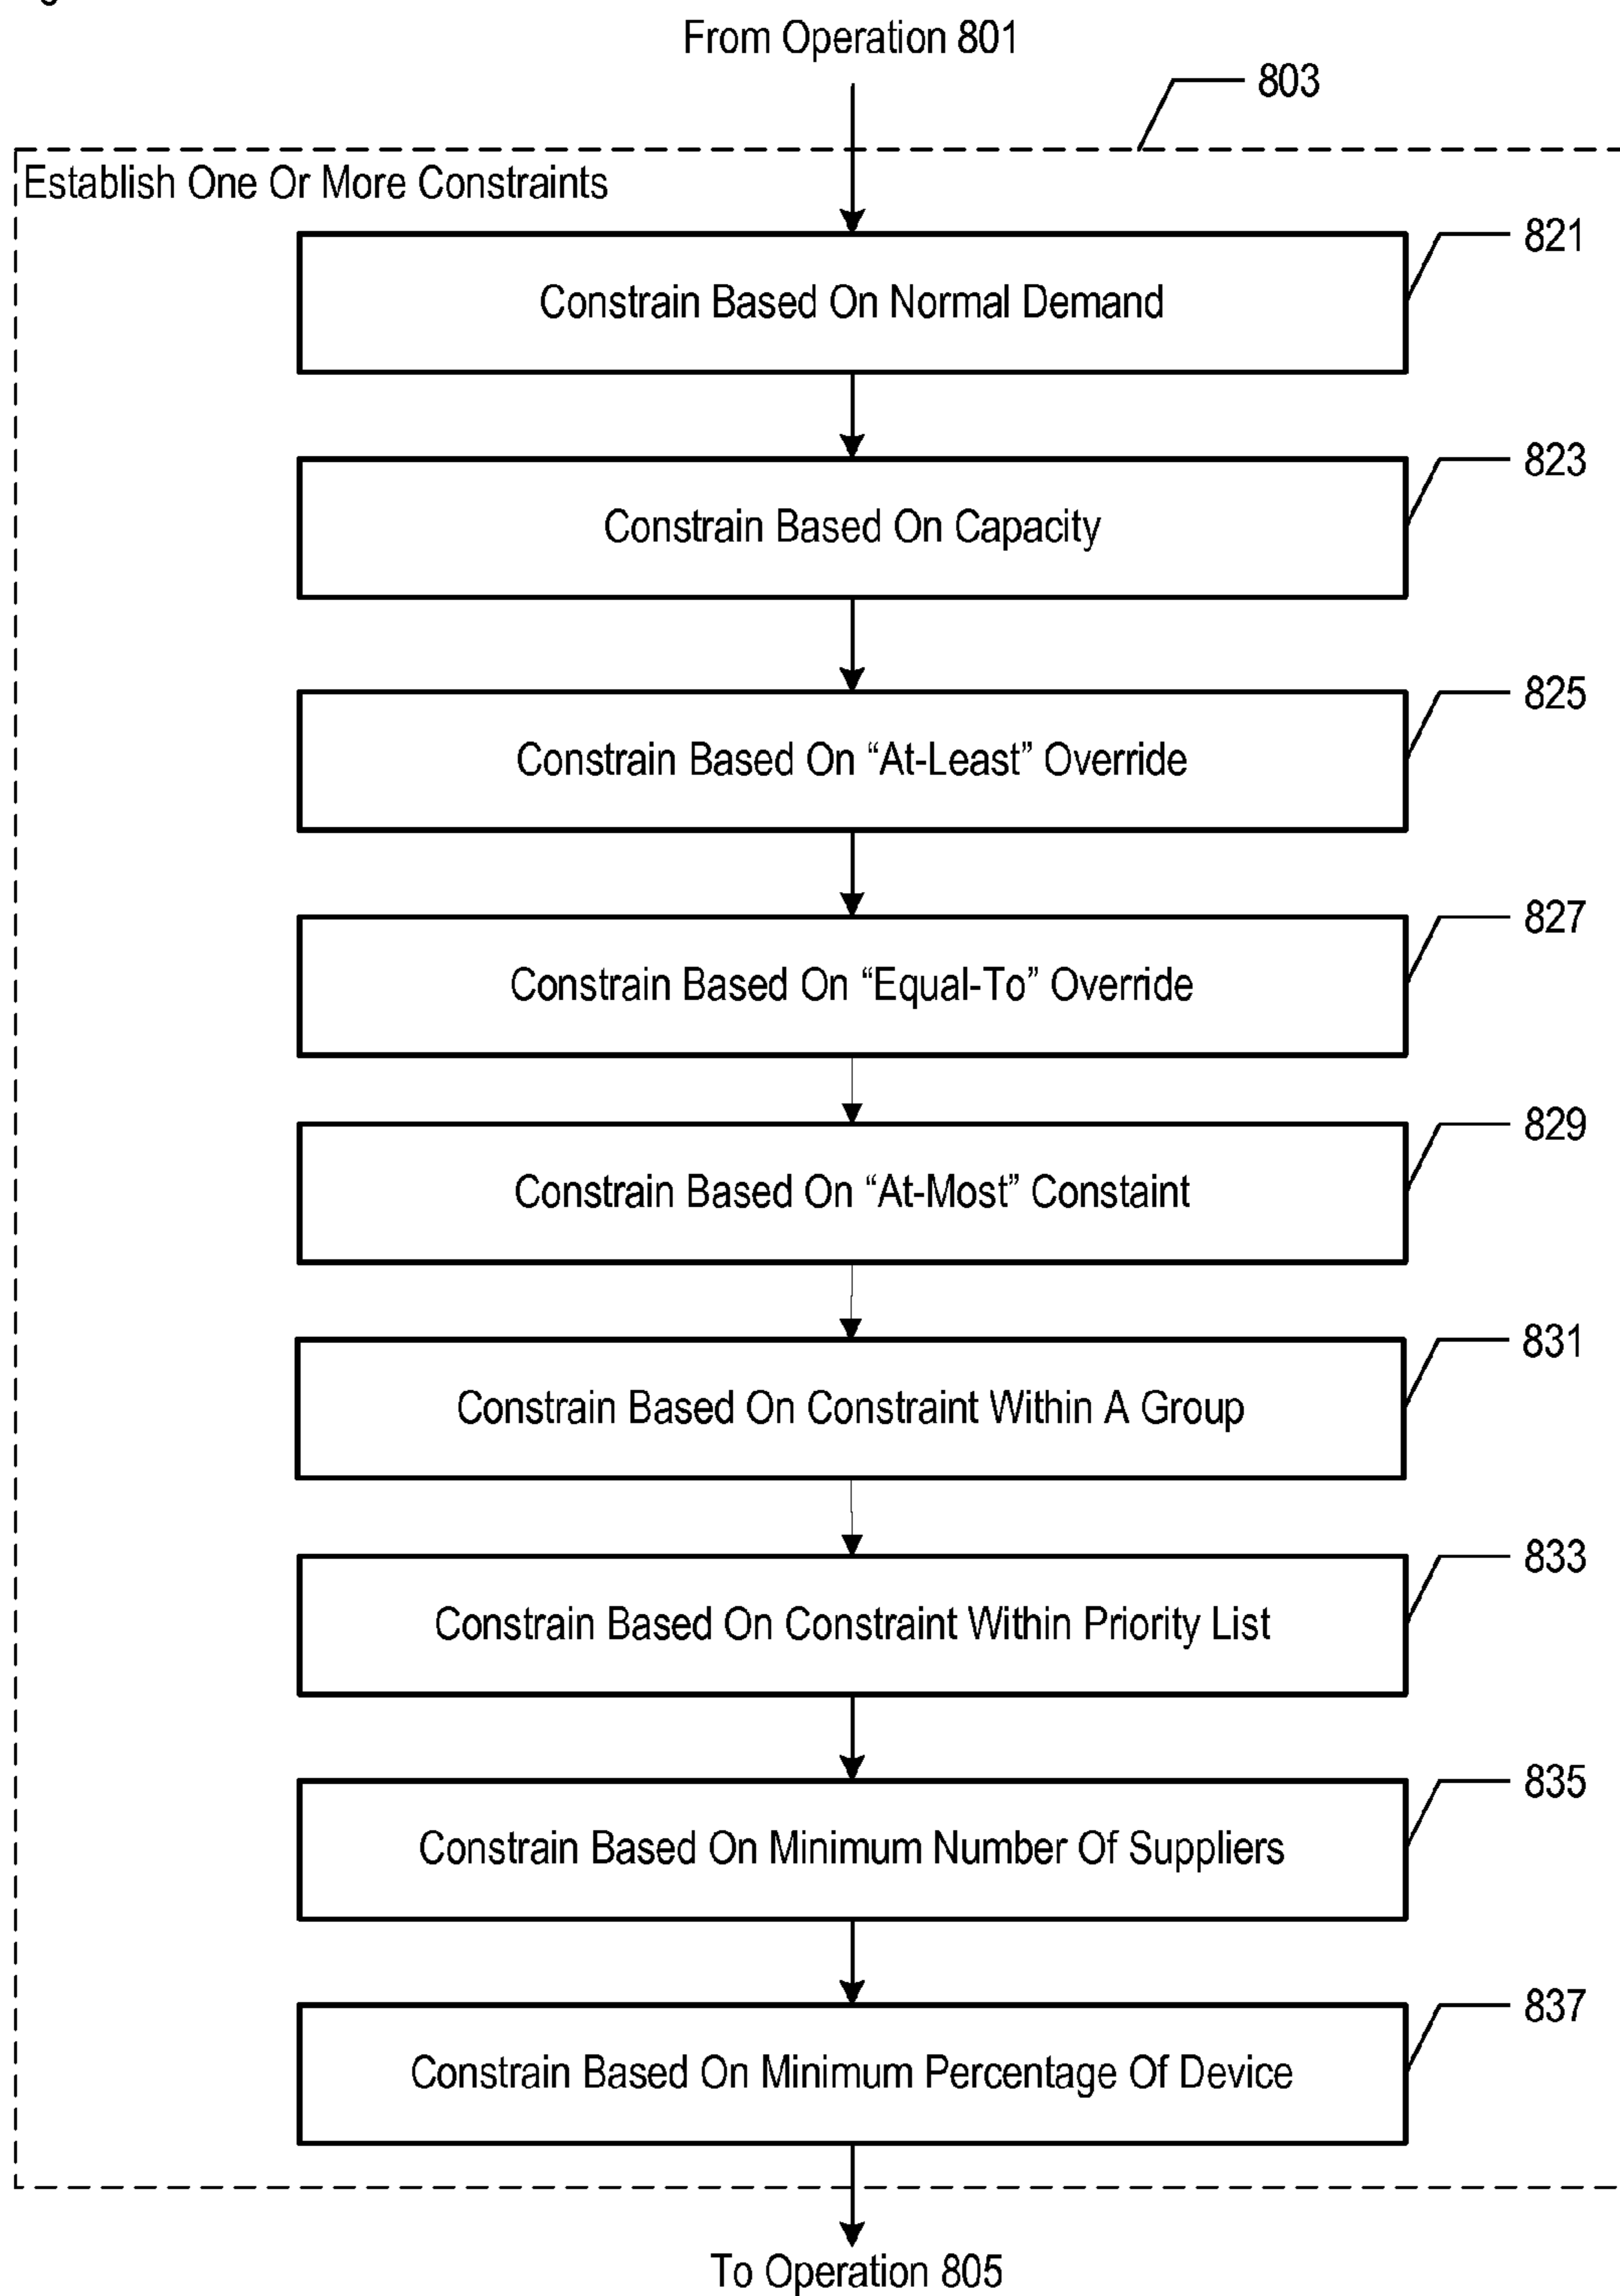 From Operation 801
803
Establish One Or More Constraints
821
Constrain Based On Normal Demand
823
Constrain Based On Capacity
825
Constrain Based On “At-Least” Override
827
Constrain Based On “Equal-To” Override
829
Constrain Based On “At-Most” Constaint
831
Constrain Based On Constraint Within A Group
833
Constrain Based On Constraint Within Priority List
835
Constrain Based On Minimum Number Of Suppliers
837
Constrain Based On Minimum Percentage Of Device
To Operation 805